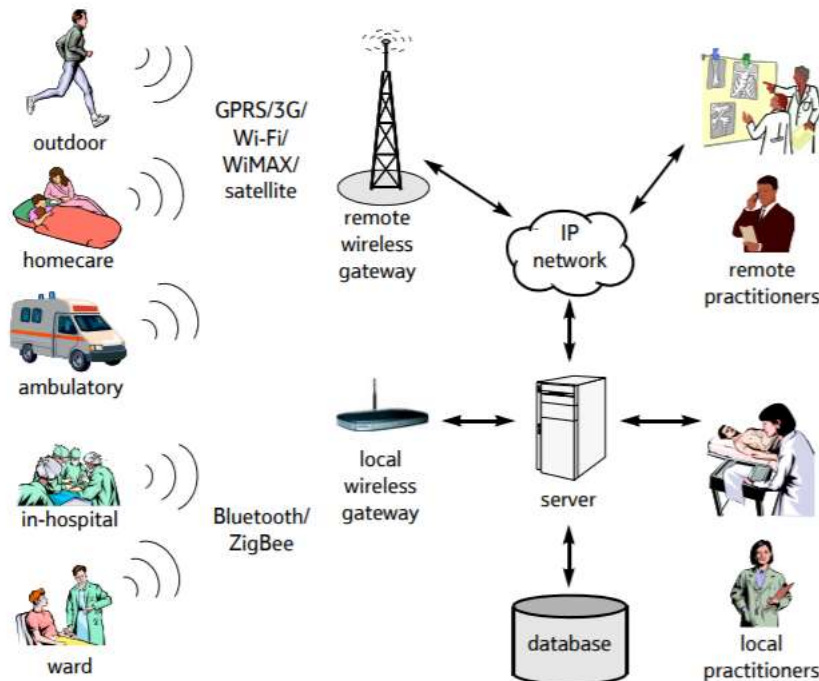 outdoor
homecare
ambulatory
in-hospital
ward
GPRS/3G/
Wi-Fi/
WiMAX/
satellite
Bluetooth/
ZigBee
remote
wireless
gateway
local
wireless
gateway
IP
network
server
database
remote
practitioners
local
practitioners